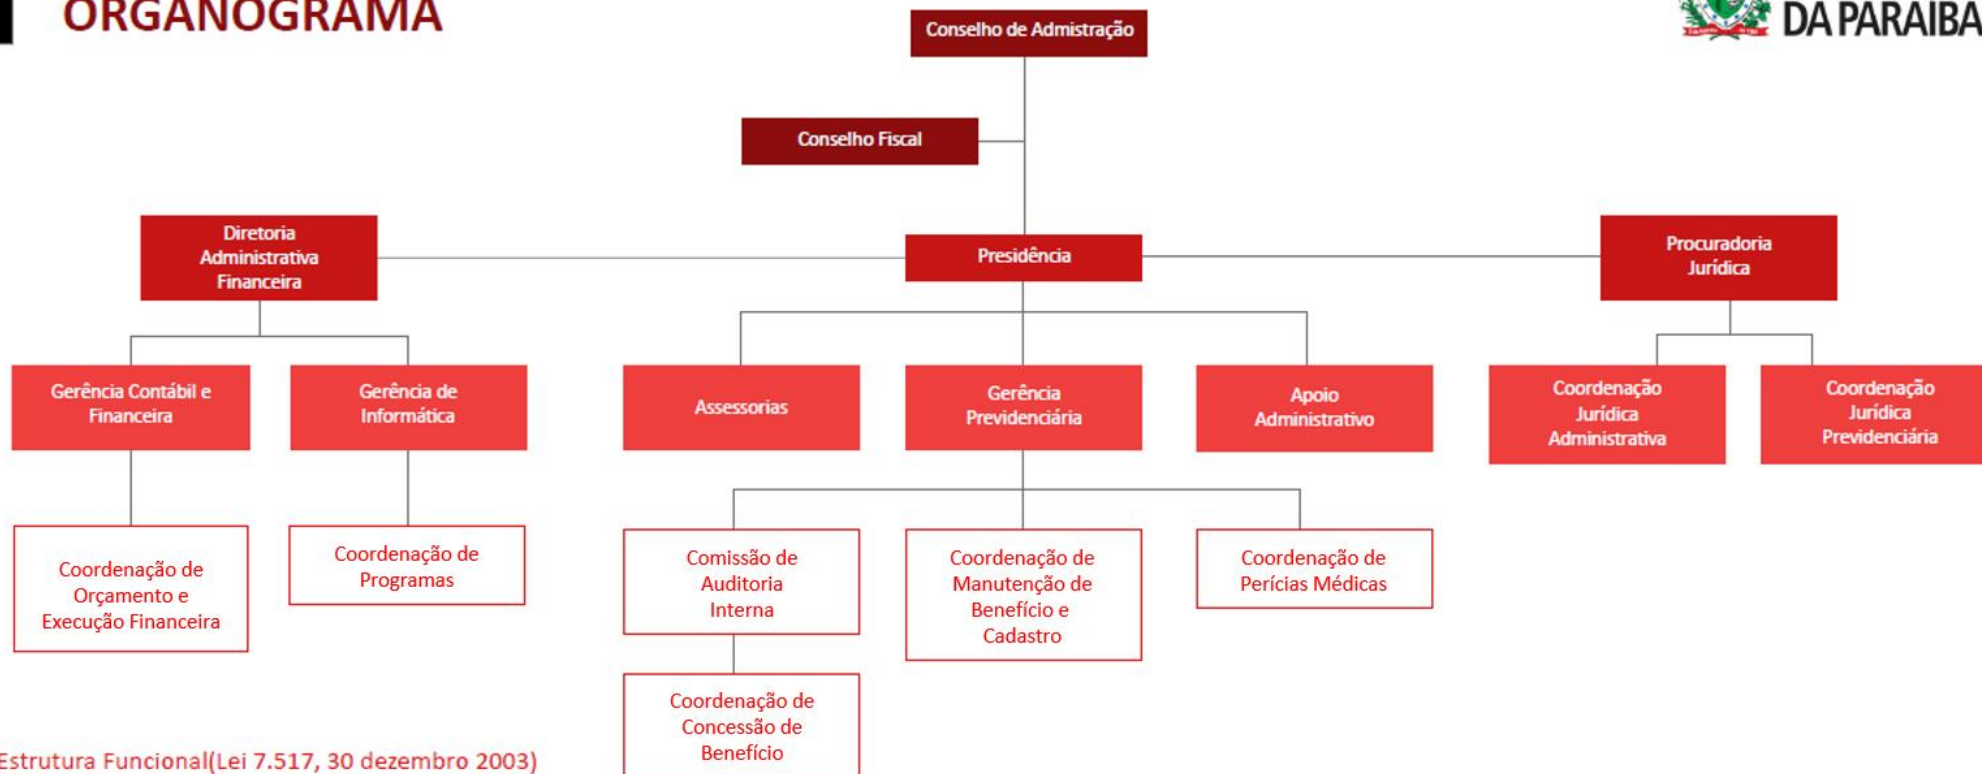 ORGANOGRAMA
DA PARAIBA
Conselho de Admistração
Conselho Fiscal
Diretoria
Administrativa
Financeira
Presidência
Procuradoria
Jurídica
Gerência Contábil e
Financeira
Gerência de
Informática
Assessorias
Gerência
Previdenciária
Apoio
Administrativo
Coordenação
Jurídica
Administrativa
Coordenação
Jurídica
Previdenciária
Coordenação de
Orçamento e
Execução Financeira
Coordenação de
Programas
Comissão de
Auditoria
Interna
Coordenação de
Manutenção de
Benefício e
Cadastro
Coordenação de
Perícias Médicas
Coordenação de
Concessão de
Benefício
Estrutura Funcional(Lei 7.517, 30 dezembro 2003)